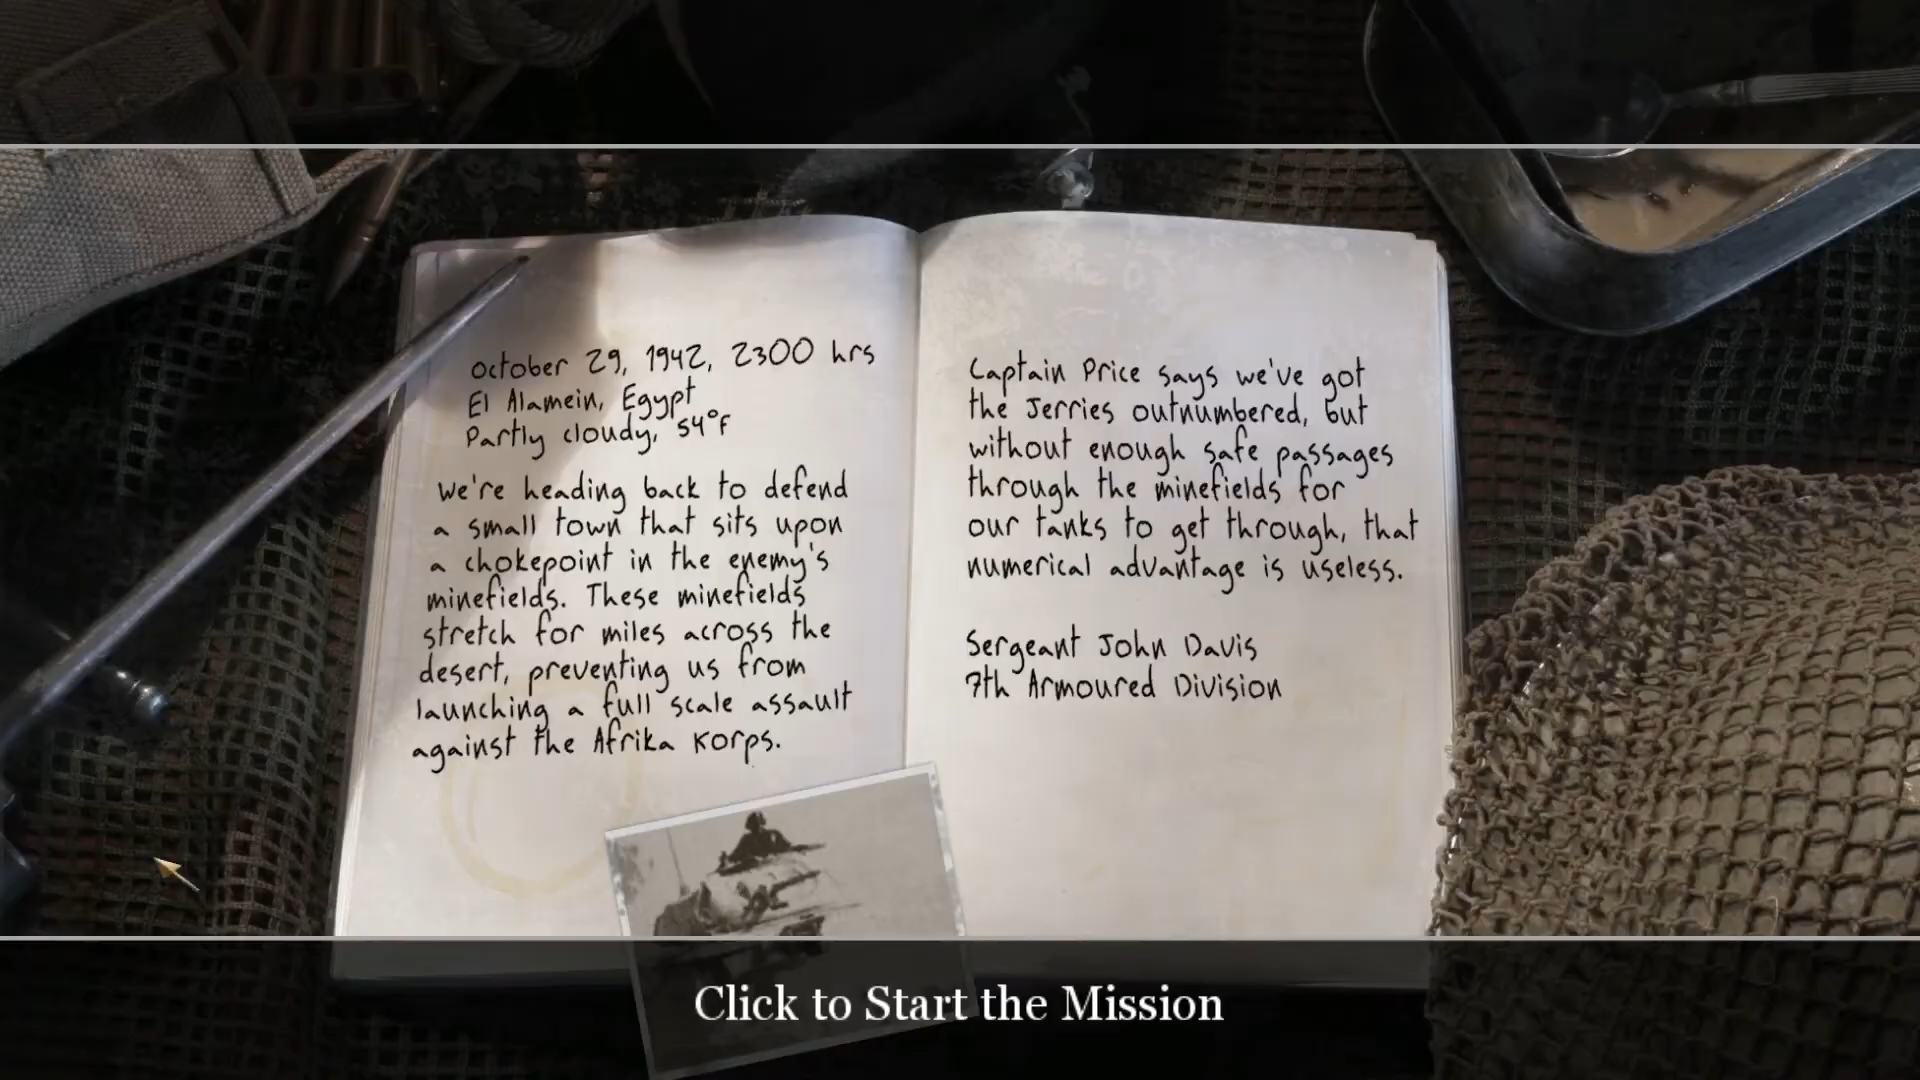 October 29, 1942, 2300 hrs
El Alamein, Egypt
Partly cloudy, 54°F
We're heading back to defend
a small town that sits upon
a chokepoint in the enemy's
minefields. These minefields
stretch for miles across the
desert, preventing us from
launching a full scale assault
against the Afrika Korps.
Captain Price says we've got
the Jerries outnumbered, but
without enough safe passages
through the minefields for
our tanks to get through, that
numerical advantage is useless.
Sergeant John Davis
7th Armoured Division
Click to Start the Mission